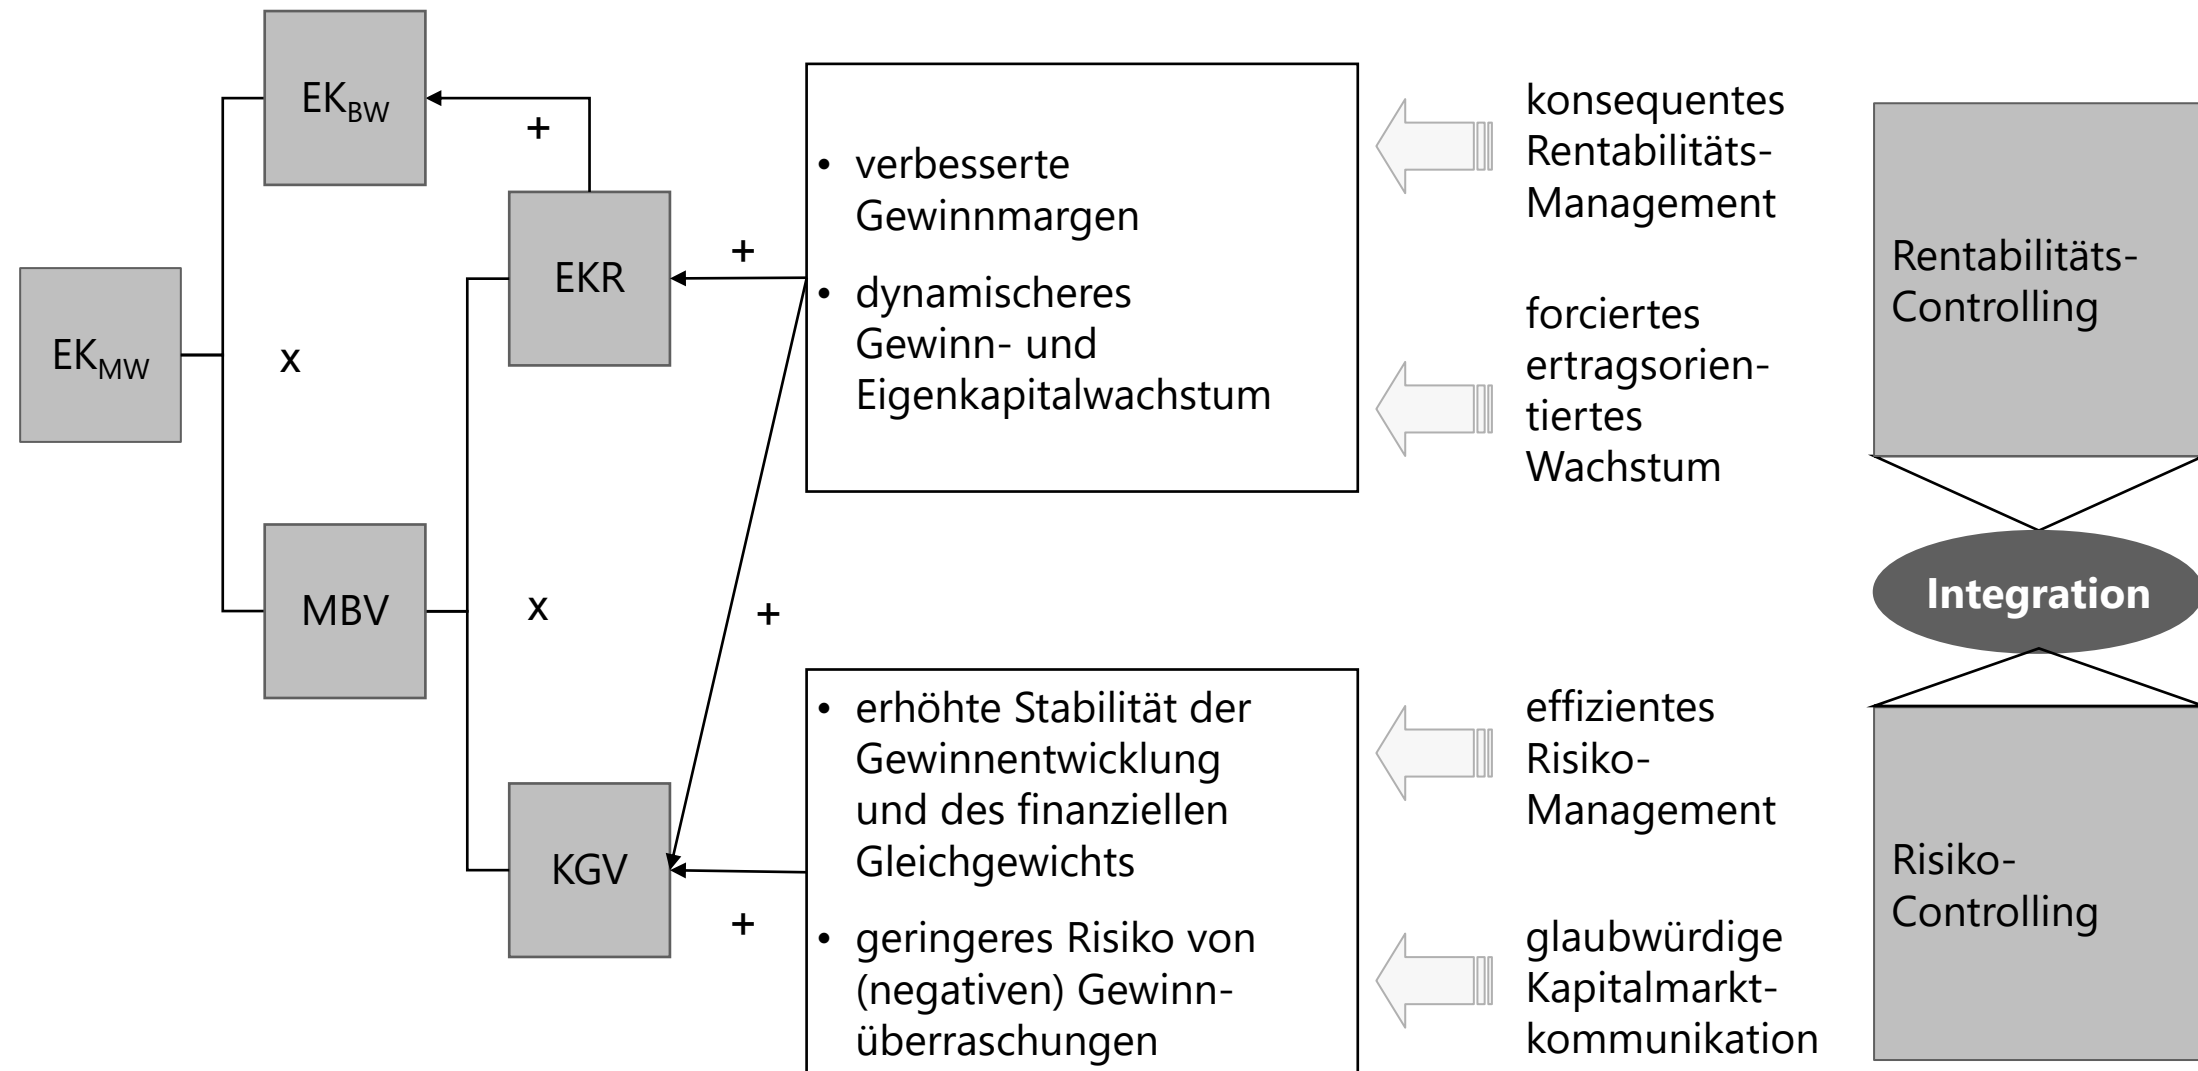 EK_BW
+
EKR
+
EK_MW
x
MBV
x
+
KGV
+
• verbesserte
Gewinnmargen
• dynamischeres
Gewinn- und
Eigenkapitalwachstum
• erhöhte Stabilität der
Gewinnentwicklung
und des finanziellen
Gleichgewichts
• geringeres Risiko von
(negativen) Gewinn-
überraschungen
konsequentes
Rentabilitäts-
Management
forciertes
ertragsorien-
tiertes
Wachstum
effizientes
Risiko-
Management
glaubwürdige
Kapitalmarkt-
kommunikation
Rentabilitäts-
Controlling
Integration
Risiko-
Controlling